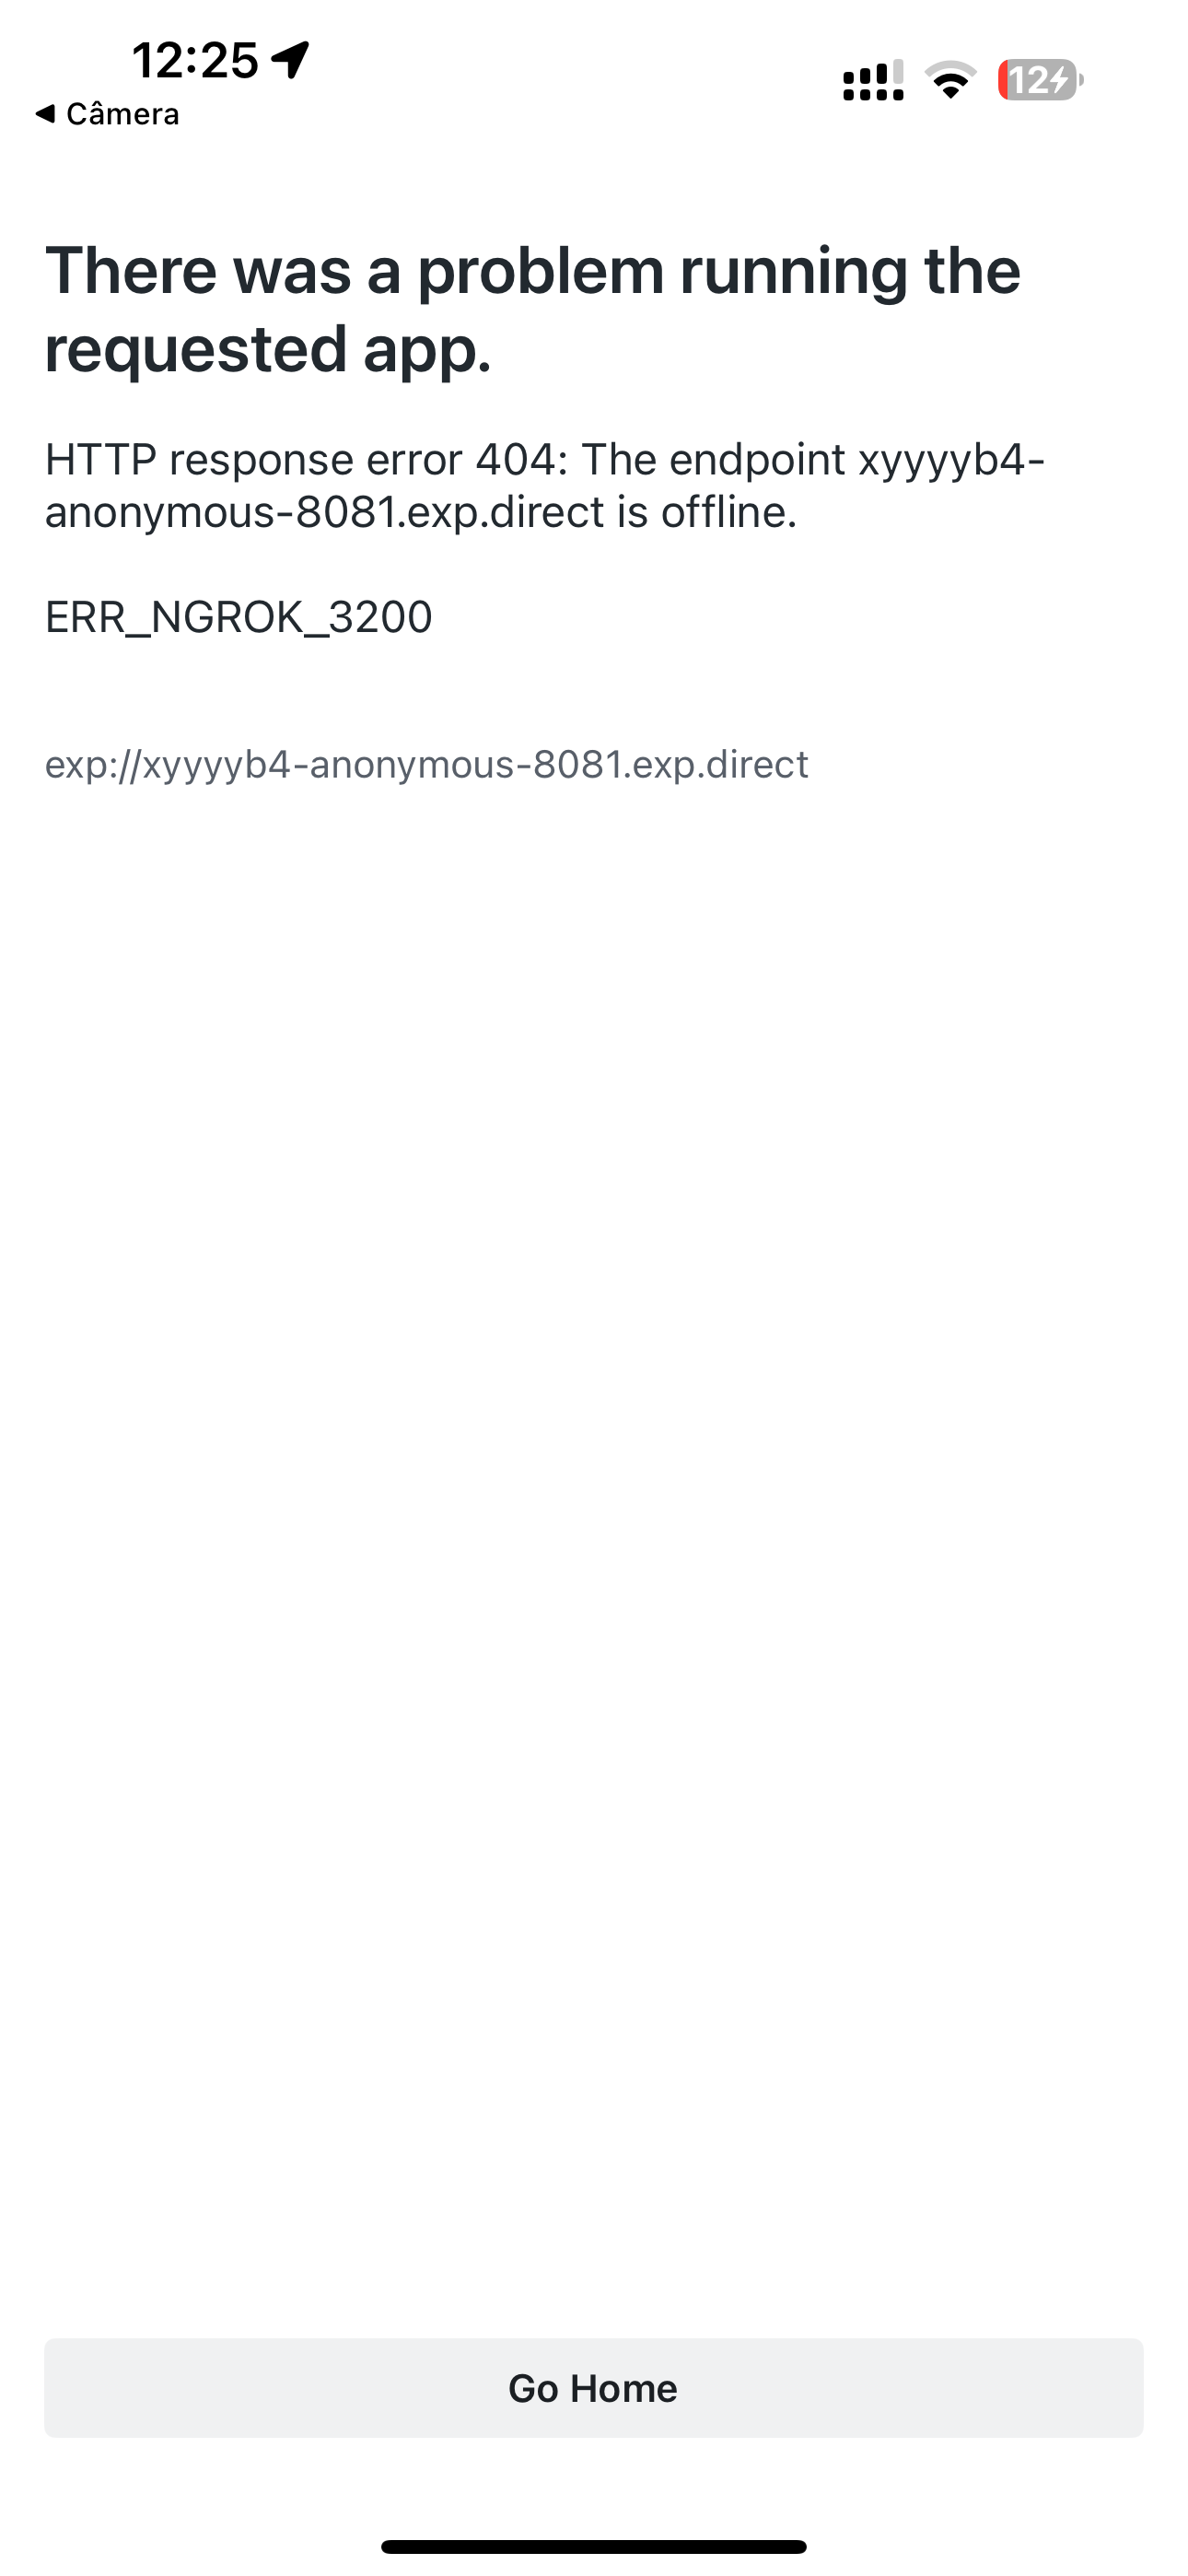 12:25
12
Câmera
There was a problem running the
requested app.
HTTP response error 404: The endpoint xyyyyb4-
anonymous-8081.exp.direct is offline.
ERR_NGROK_3200
exp://xyyyyb4-anonymous-8081.exp.direct
Go Home